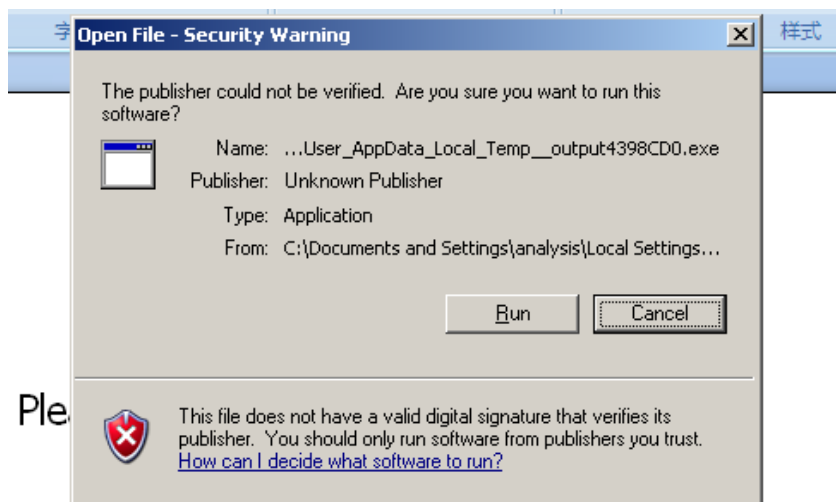 字
样式
Open File - Security Warning
The publisher could not be verified. Are you sure you want to run this
software?
Name: ...User_AppData_Local_Temp__output4398CD0.exe
Publisher: Unknown Publisher
Type: Application
From: C:\Documents and Settings\analysis\Local Settings...
Run Cancel
Ple
This file does not have a valid digital signature that verifies its
publisher. You should only run software from publishers you trust.
How can I decide what software to run?